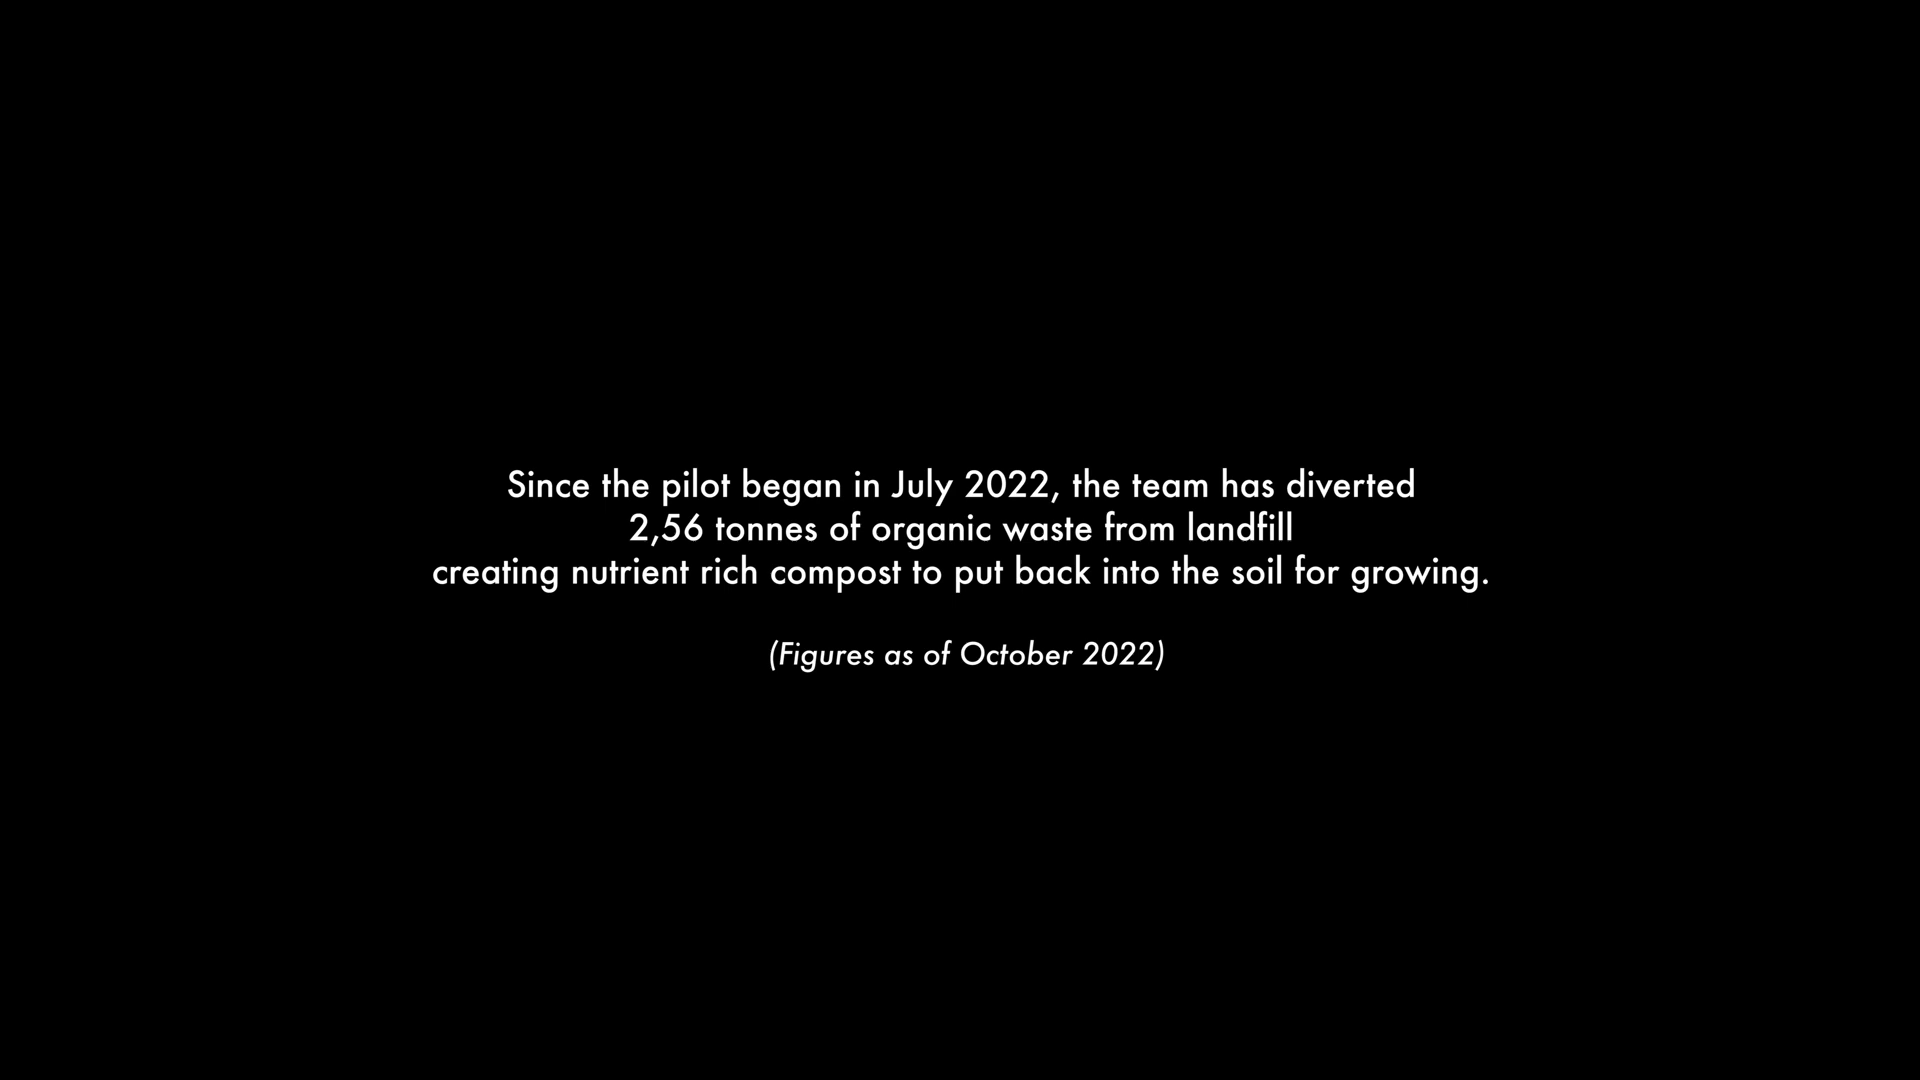 Since the pilot began in July 2022, the team has diverted
2,56 tonnes of organic waste from landfill
creating nutrient rich compost to put back into the soil for growing.
(Figures as of October 2022)